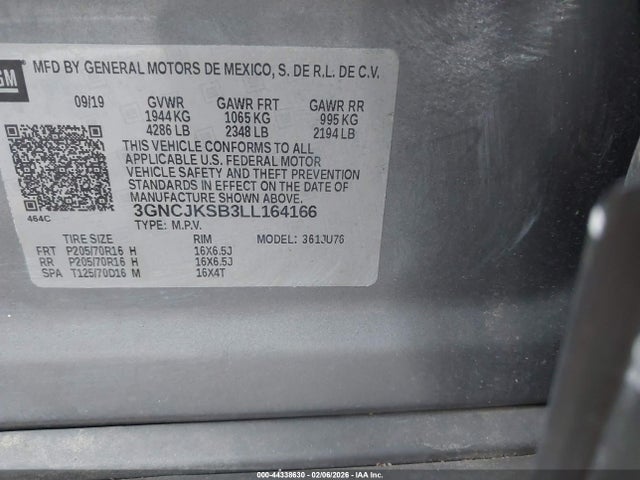 GM MFD BY GENERAL MOTORS DE MEXICO, S. DE R.L. DE C.V.
09/19 GVWR GAWR FRT GAWR RR
1944 KG 1065 KG 995 KG
4286 LB 2348 LB 2194 LB
THIS VEHICLE CONFORMS TO ALL
APPLICABLE U.S. FEDERAL MOTOR
VEHICLE SAFETY AND THEFT PREVENTION
STANDARDS IN EFFECT ON THE DATE OF
MANUFACTURE SHOWN ABOVE.
464C 3GNCJKSB3LL164166
TYPE: M.P.V.
TIRE SIZE RIM MODEL: 361JU76
FRT P205/70R16 H 16X6.5J
RR P205/70R16 H 16X6.5J
SPA T125/70D16 M 16X4T
000-44338630 - 02/06/2026 - IAA Inc.